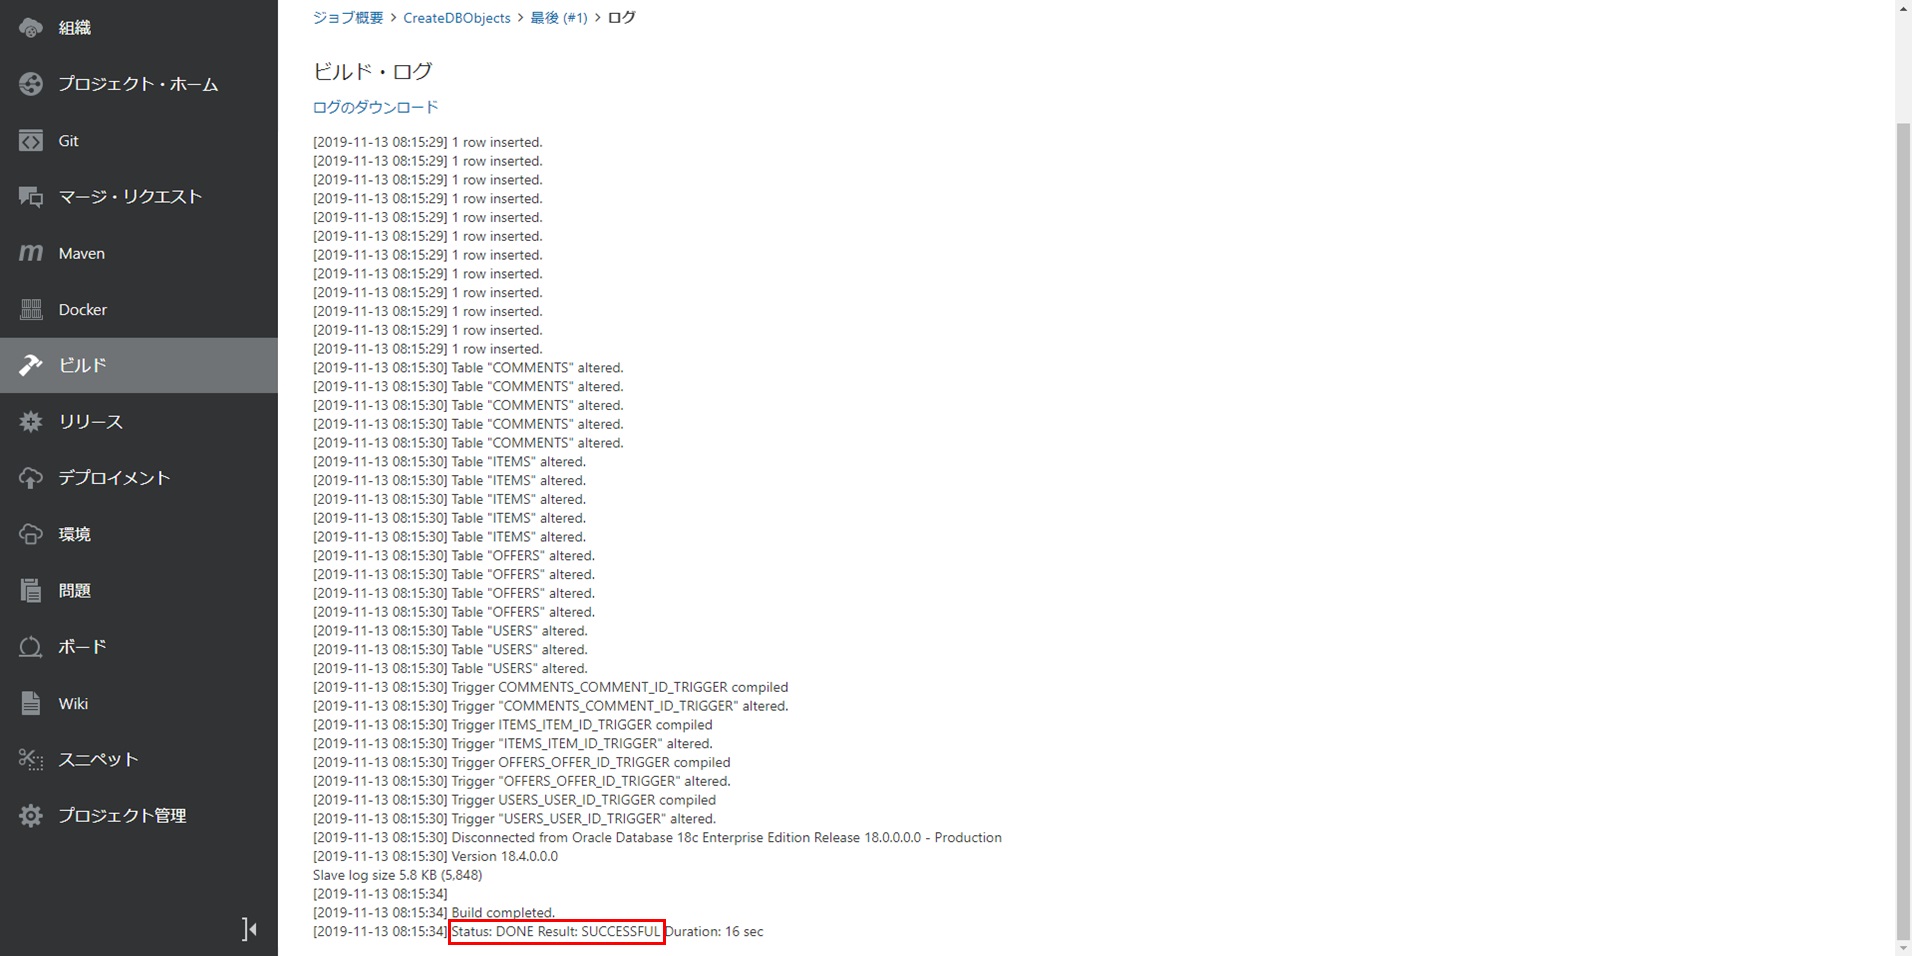 組織
プロジェクト・ホーム
Git
マージ・リクエスト
Maven
Docker
ビルド
リリース
デプロイメント
環境
問題
ボード
Wiki
スニペット
プロジェクト管理
ジョブ概要 > CreateDBObjects > 最後 (#1) > ログ
ビルド・ログ
ログのダウンロード
[2019-11-13 08:15:29] 1 row inserted.
[2019-11-13 08:15:29] 1 row inserted.
[2019-11-13 08:15:29] 1 row inserted.
[2019-11-13 08:15:29] 1 row inserted.
[2019-11-13 08:15:29] 1 row inserted.
[2019-11-13 08:15:29] 1 row inserted.
[2019-11-13 08:15:29] 1 row inserted.
[2019-11-13 08:15:29] 1 row inserted.
[2019-11-13 08:15:29] 1 row inserted.
[2019-11-13 08:15:29] 1 row inserted.
[2019-11-13 08:15:29] 1 row inserted.
[2019-11-13 08:15:29] 1 row inserted.
[2019-11-13 08:15:30] Table "COMMENTS" altered.
[2019-11-13 08:15:30] Table "COMMENTS" altered.
[2019-11-13 08:15:30] Table "COMMENTS" altered.
[2019-11-13 08:15:30] Table "COMMENTS" altered.
[2019-11-13 08:15:30] Table "COMMENTS" altered.
[2019-11-13 08:15:30] Table "ITEMS" altered.
[2019-11-13 08:15:30] Table "ITEMS" altered.
[2019-11-13 08:15:30] Table "ITEMS" altered.
[2019-11-13 08:15:30] Table "ITEMS" altered.
[2019-11-13 08:15:30] Table "ITEMS" altered.
[2019-11-13 08:15:30] Table "OFFERS" altered.
[2019-11-13 08:15:30] Table "OFFERS" altered.
[2019-11-13 08:15:30] Table "OFFERS" altered.
[2019-11-13 08:15:30] Table "OFFERS" altered.
[2019-11-13 08:15:30] Table "USERS" altered.
[2019-11-13 08:15:30] Table "USERS" altered.
[2019-11-13 08:15:30] Table "USERS" altered.
[2019-11-13 08:15:30] Trigger COMMENTS_COMMENT_ID_TRIGGER compiled
[2019-11-13 08:15:30] Trigger "COMMENTS_COMMENT_ID_TRIGGER" altered.
[2019-11-13 08:15:30] Trigger ITEMS_ITEM_ID_TRIGGER compiled
[2019-11-13 08:15:30] Trigger "ITEMS_ITEM_ID_TRIGGER" altered.
[2019-11-13 08:15:30] Trigger OFFERS_OFFER_ID_TRIGGER compiled
[2019-11-13 08:15:30] Trigger "OFFERS_OFFER_ID_TRIGGER" altered.
[2019-11-13 08:15:30] Trigger USERS_USER_ID_TRIGGER compiled
[2019-11-13 08:15:30] Trigger "USERS_USER_ID_TRIGGER" altered.
[2019-11-13 08:15:30] Disconnected from Oracle Database 18c Enterprise Edition Release 18.0.0.0.0 - Production
[2019-11-13 08:15:30] Version 18.4.0.0.0
Slave log size 5.8 KB (5,848)
[2019-11-13 08:15:34]
[2019-11-13 08:15:34] Build completed.
[2019-11-13 08:15:34] Status: DONE Result: SUCCESSFUL Duration: 16 sec